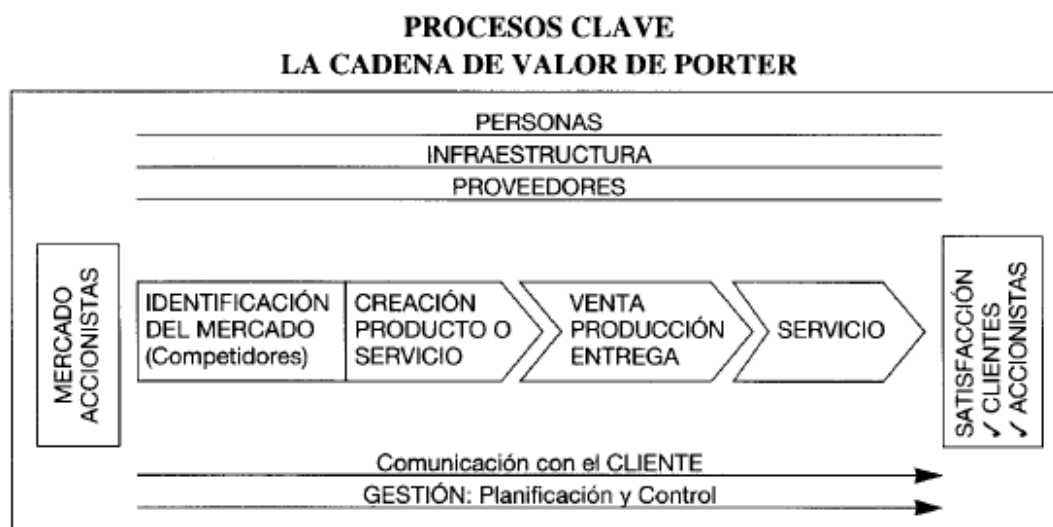 PROCESOS CLAVE
LA CADENA DE VALOR DE PORTER
PERSONAS
INFRAESTRUCTURA
PROVEEDORES
MERCADO
ACCIONISTAS
IDENTIFICACIÓN
DEL MERCADO
(Competidores)
CREACIÓN
PRODUCTO O
SERVICIO
VENTA
PRODUCCIÓN
ENTREGA
SERVICIO
SATISFACCIÓN
✓ CLIENTES
✓ ACCIONISTAS
Comunicación con el CLIENTE
GESTIÓN: Planificación y Control